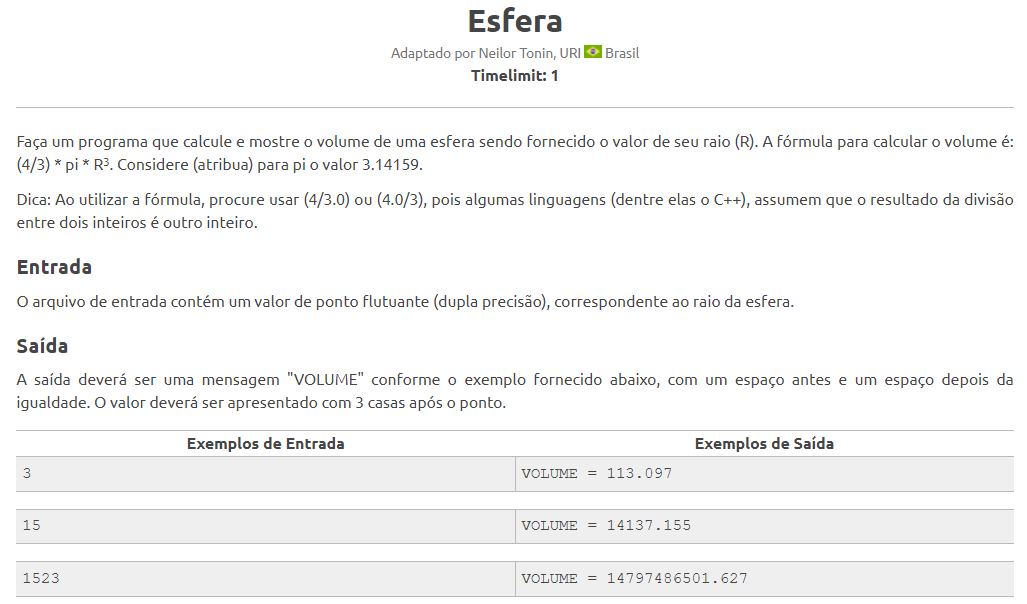 Esfera
Adaptado por Neilor Tonin, URI Brasil
Timelimit: 1
Faça um programa que calcule e mostre o volume de uma esfera sendo fornecido o valor de seu raio (R). A fórmula para calcular o volume é:
(4/3) * pi * R³. Considere (atribua) para pi o valor 3.14159.
Dica: Ao utilizar a fórmula, procure usar (4/3.0) ou (4.0/3), pois algumas linguagens (dentre elas o C++), assumem que o resultado da divisão
entre dois inteiros é outro inteiro.
Entrada
O arquivo de entrada contém um valor de ponto flutuante (dupla precisão), correspondente ao raio da esfera.
Saída
A saída deverá ser uma mensagem "VOLUME" conforme o exemplo fornecido abaixo, com um espaço antes e um espaço depois da
igualdade. O valor deverá ser apresentado com 3 casas após o ponto.
Exemplos de Entrada Exemplos de Saída
3 VOLUME = 113.097
15 VOLUME = 14137.155
1523 VOLUME = 14797486501.627